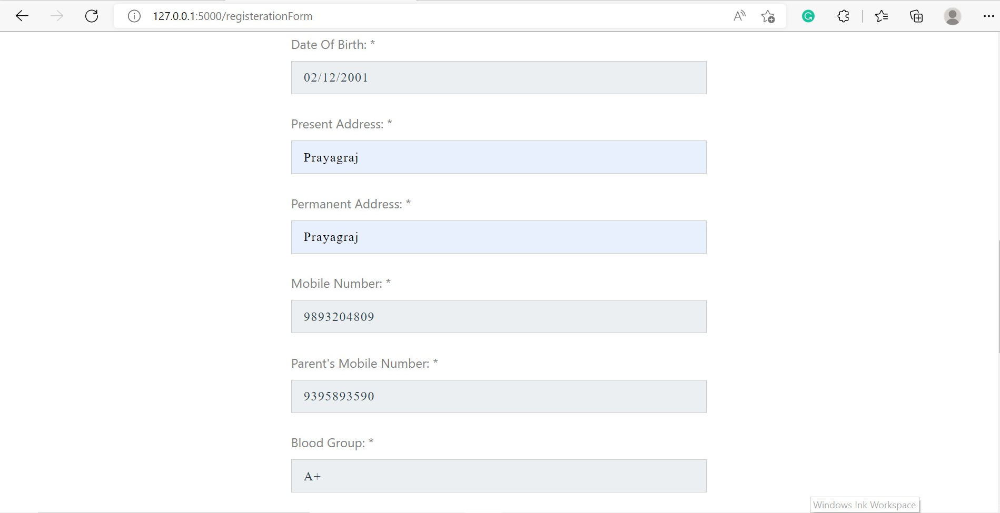 127.0.0.1:5000/registerationForm
Date Of Birth: *
02/12/2001
Present Address: *
Prayagraj
Permanent Address: *
Prayagraj
Mobile Number: *
9893204809
Parent's Mobile Number: *
9395893590
Blood Group: *
A+
Windows Ink Workspace